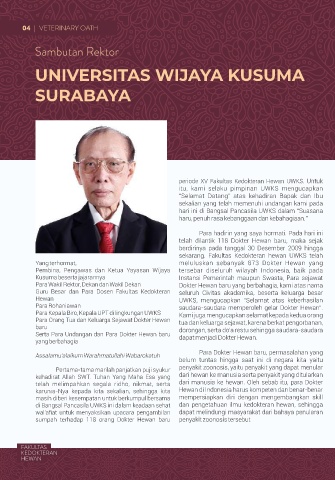 04 | VETERINARY OATH
Sambutan Rektor
UNIVERSITAS WIJAYA KUSUMA
SURABAYA
Yang terhormat,
Pembina, Pengawas dan Ketua Yayasan Wijaya
Kusuma beserta jajarannya
Para Wakil Rektor, Dekan dan Wakil Dekan
Guru Besar dan Para Dosen Fakultas Kedokteran
Hewan
Para Rohaniawan
Para Kepala Biro, Kepala UPT di lingkungan UWKS
Para Orang Tua dan Keluarga Sejawat Dokter Hewan
baru
Serta Para Undangan dan Para Dokter Hewan baru
yang berbahagia
Assalamu'alaikum Warahmatullahi Wabarakatuh
Pertama-tama marilah panjatkan puji syukur
kehadirat Allah SWT. Tuhan Yang Maha Esa yang
telah melimpahkan segala ridho, rakmat, serta
karunia-Nya kepada kita sekalian, sehingga kita
masih diberi kesempatan untuk berkumpul bersama
di Bangsal Pancasila UWKS ini dalam keadaan sehat
wal'afiat untuk menyaksikan upacara pengambilan
sumpah terhadap 118 orang Dokter Hewan baru
periode XV Fakultas Kedokteran Hewan UWKS. Untuk
itu, kami selaku pimpinan UWKS mengucapkan
"Selamat Datang" atas kehadiran Bapak dan Ibu
sekalian yang telah memenuhi undangan kami pada
hari ini di Bangsal Pancasila UWKS dalam "Suasana
haru, penuh rasa kebanggaan dan kebahagiaan."
Para hadirin yang saya hormati. Pada hari ini
telah dilantik 118 Dokter Hewan baru, maka sejak
berdirinya pada tanggal 30 Desember 2009 hingga
sekarang, Fakultas Kedokteran hewan UWKS telah
meluluskan sebanyak 873 Dokter Hewan yang
tersebar diseluruh wilayah Indonesia, baik pada
Instansi Pemerintah maupun Swasta. Para sejawat
Dokter Hewan baru yang berbahagia, kami atas nama
seluruh Civitas akademika, beserta keluarga besar
UWKS, mengucapkan "Selamat atas keberhasilan
saudara-saudara memperoleh gelar Dokter Hewan".
Kami juga mengucapkan selamat kepada kedua orang
tua dan keluarga sejawat, karena berkat pengorbanan,
dorongan, serta do'a restu sehingga saudara-saudara
dapat menjadi Dokter Hewan.
Para Dokter Hewan baru, permasalahan yang
belum tuntas hingga saat ini di negara kita yaitu
penyakit zoonosis, yaitu penyakit yang dapat menular
dari hewan ke manusia serta penyakit yang ditularkan
dari manusia ke hewan. Oleh sebab itu, para Dokter
Hewan di Indonesia harus kompeten dan benar-benar
mempersiapkan diri dengan mengembangkan skill
dan pengetahuan ilmu kedokteran hewan, sehingga
dapat melindungi masyarakat dari bahaya penularan
penyakit zoonosis tersebut.
FAKULTAS
KEDOKTERAN
HEWAN